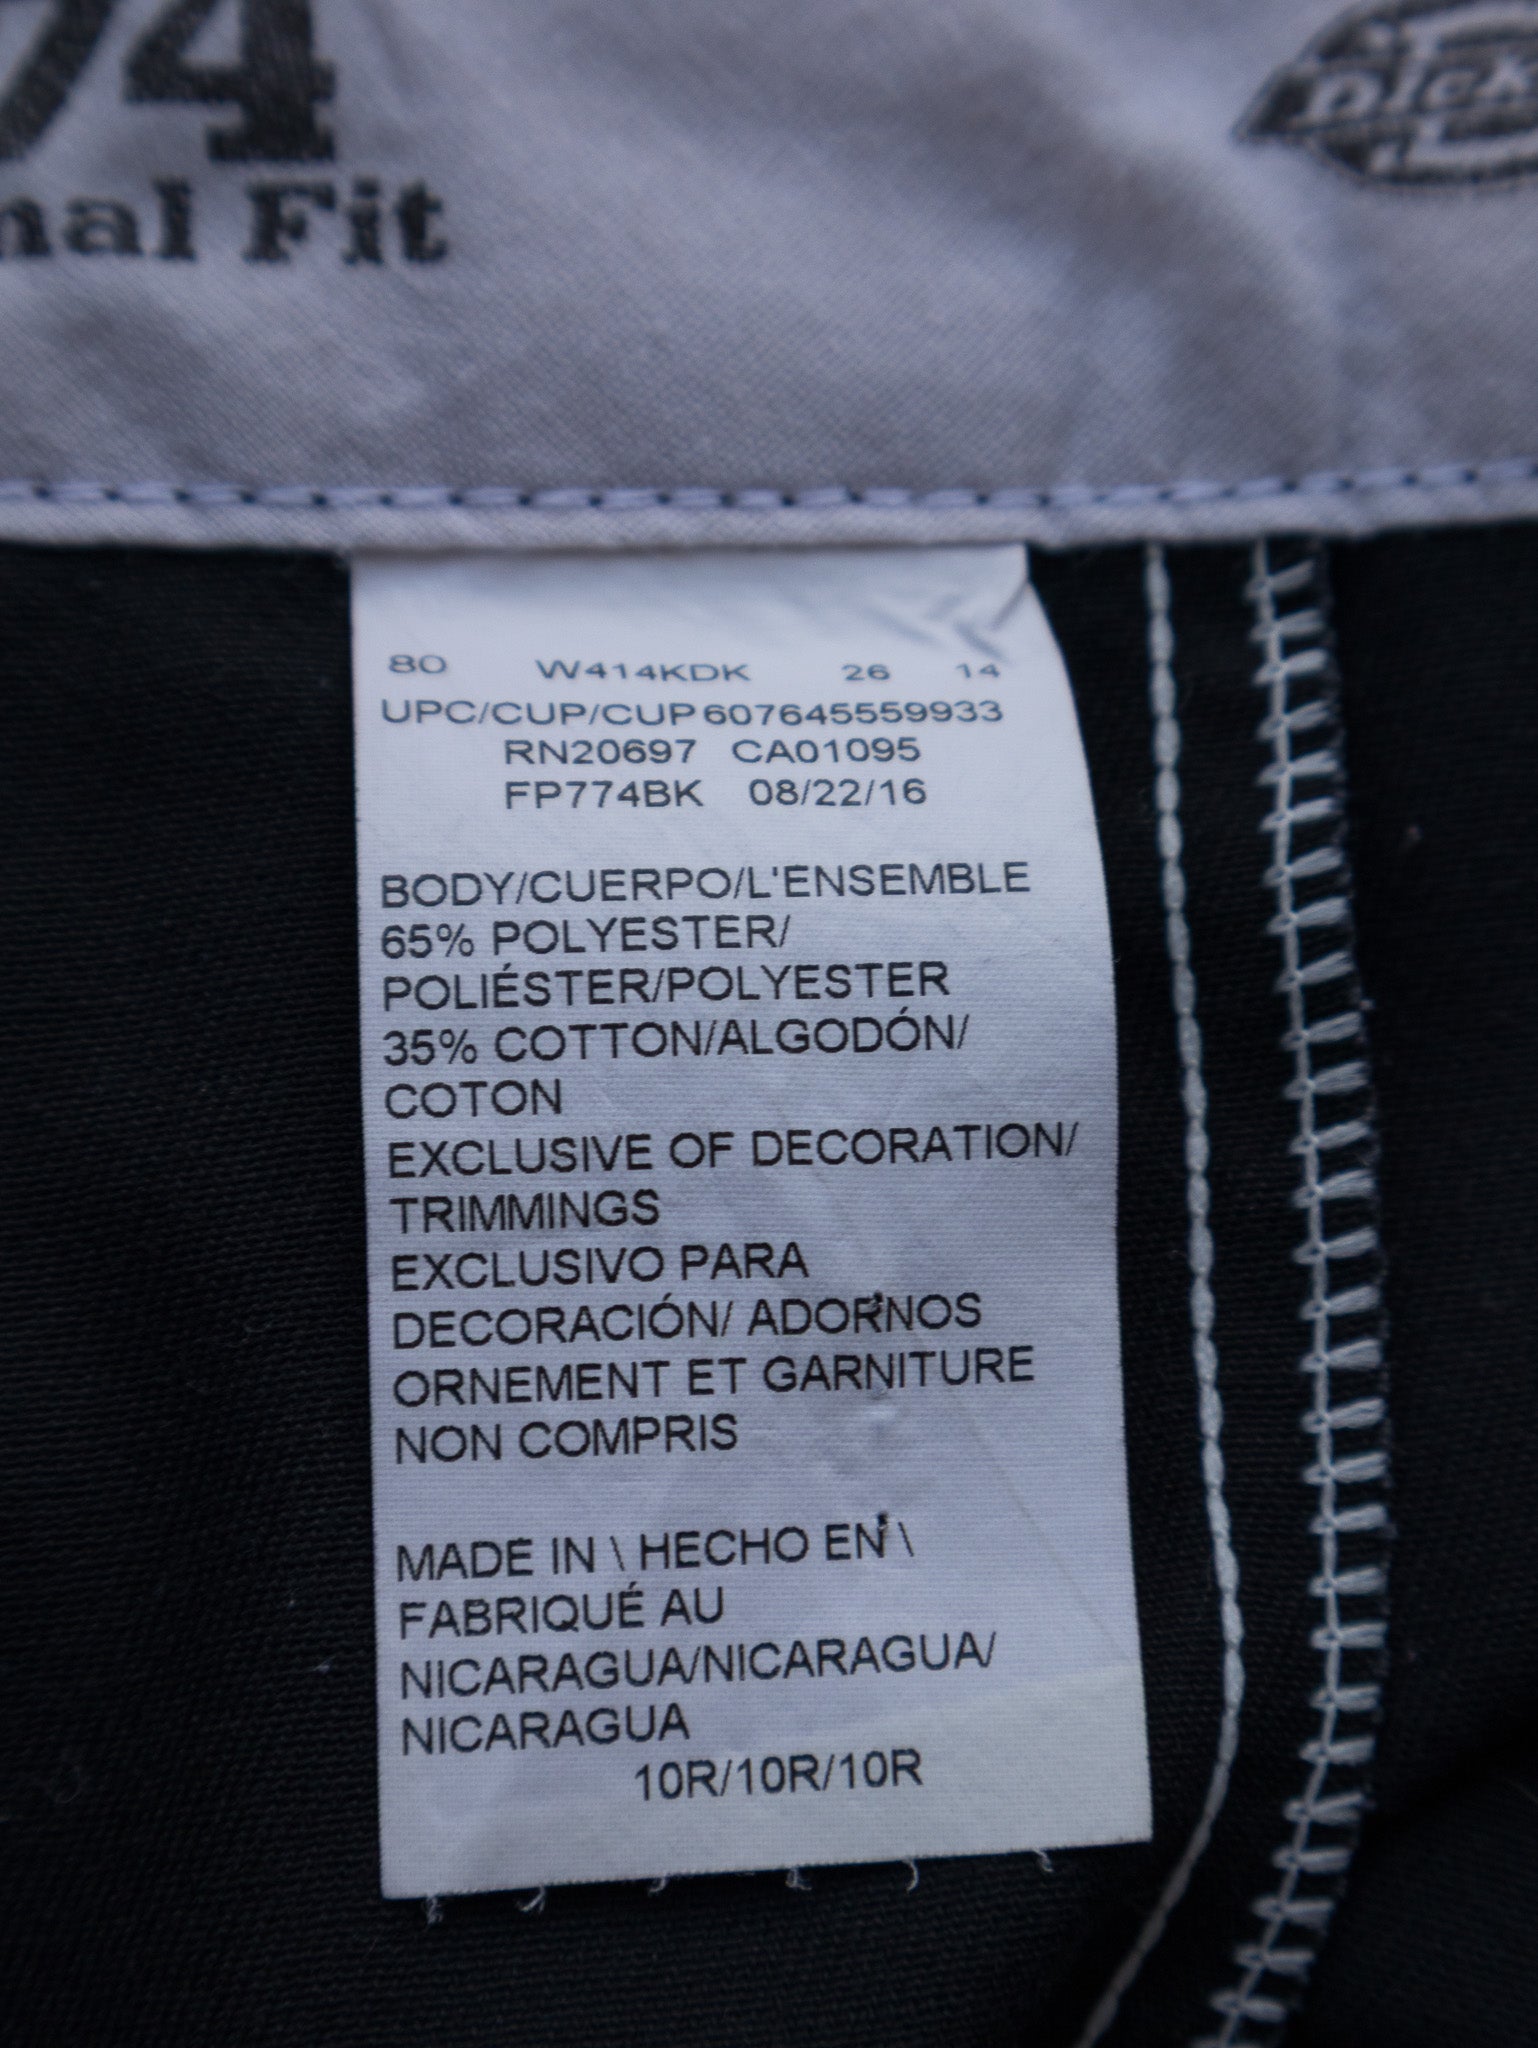 74
nal Fit
Dick
80 W414KDK 26 14
UPC/CUP/CUP 607645559933
RN20697 CA01095
FP774BK 08/22/16
BODY/CUERPO/L'ENSEMBLE
65% POLYESTER/
POLIÉSTER/POLYESTER
35% COTTON/ALGODÓN/
COTON
EXCLUSIVE OF DECORATION/
TRIMMINGS
EXCLUSIVO PARA
DECORACIÓN/ ADORNOS
ORNEMENT ET GARNITURE
NON COMPRIS
MADE IN \ HECHO EN \
FABRIQUÉ AU
NICARAGUA/NICARAGUA/
NICARAGUA
10R/10R/10R